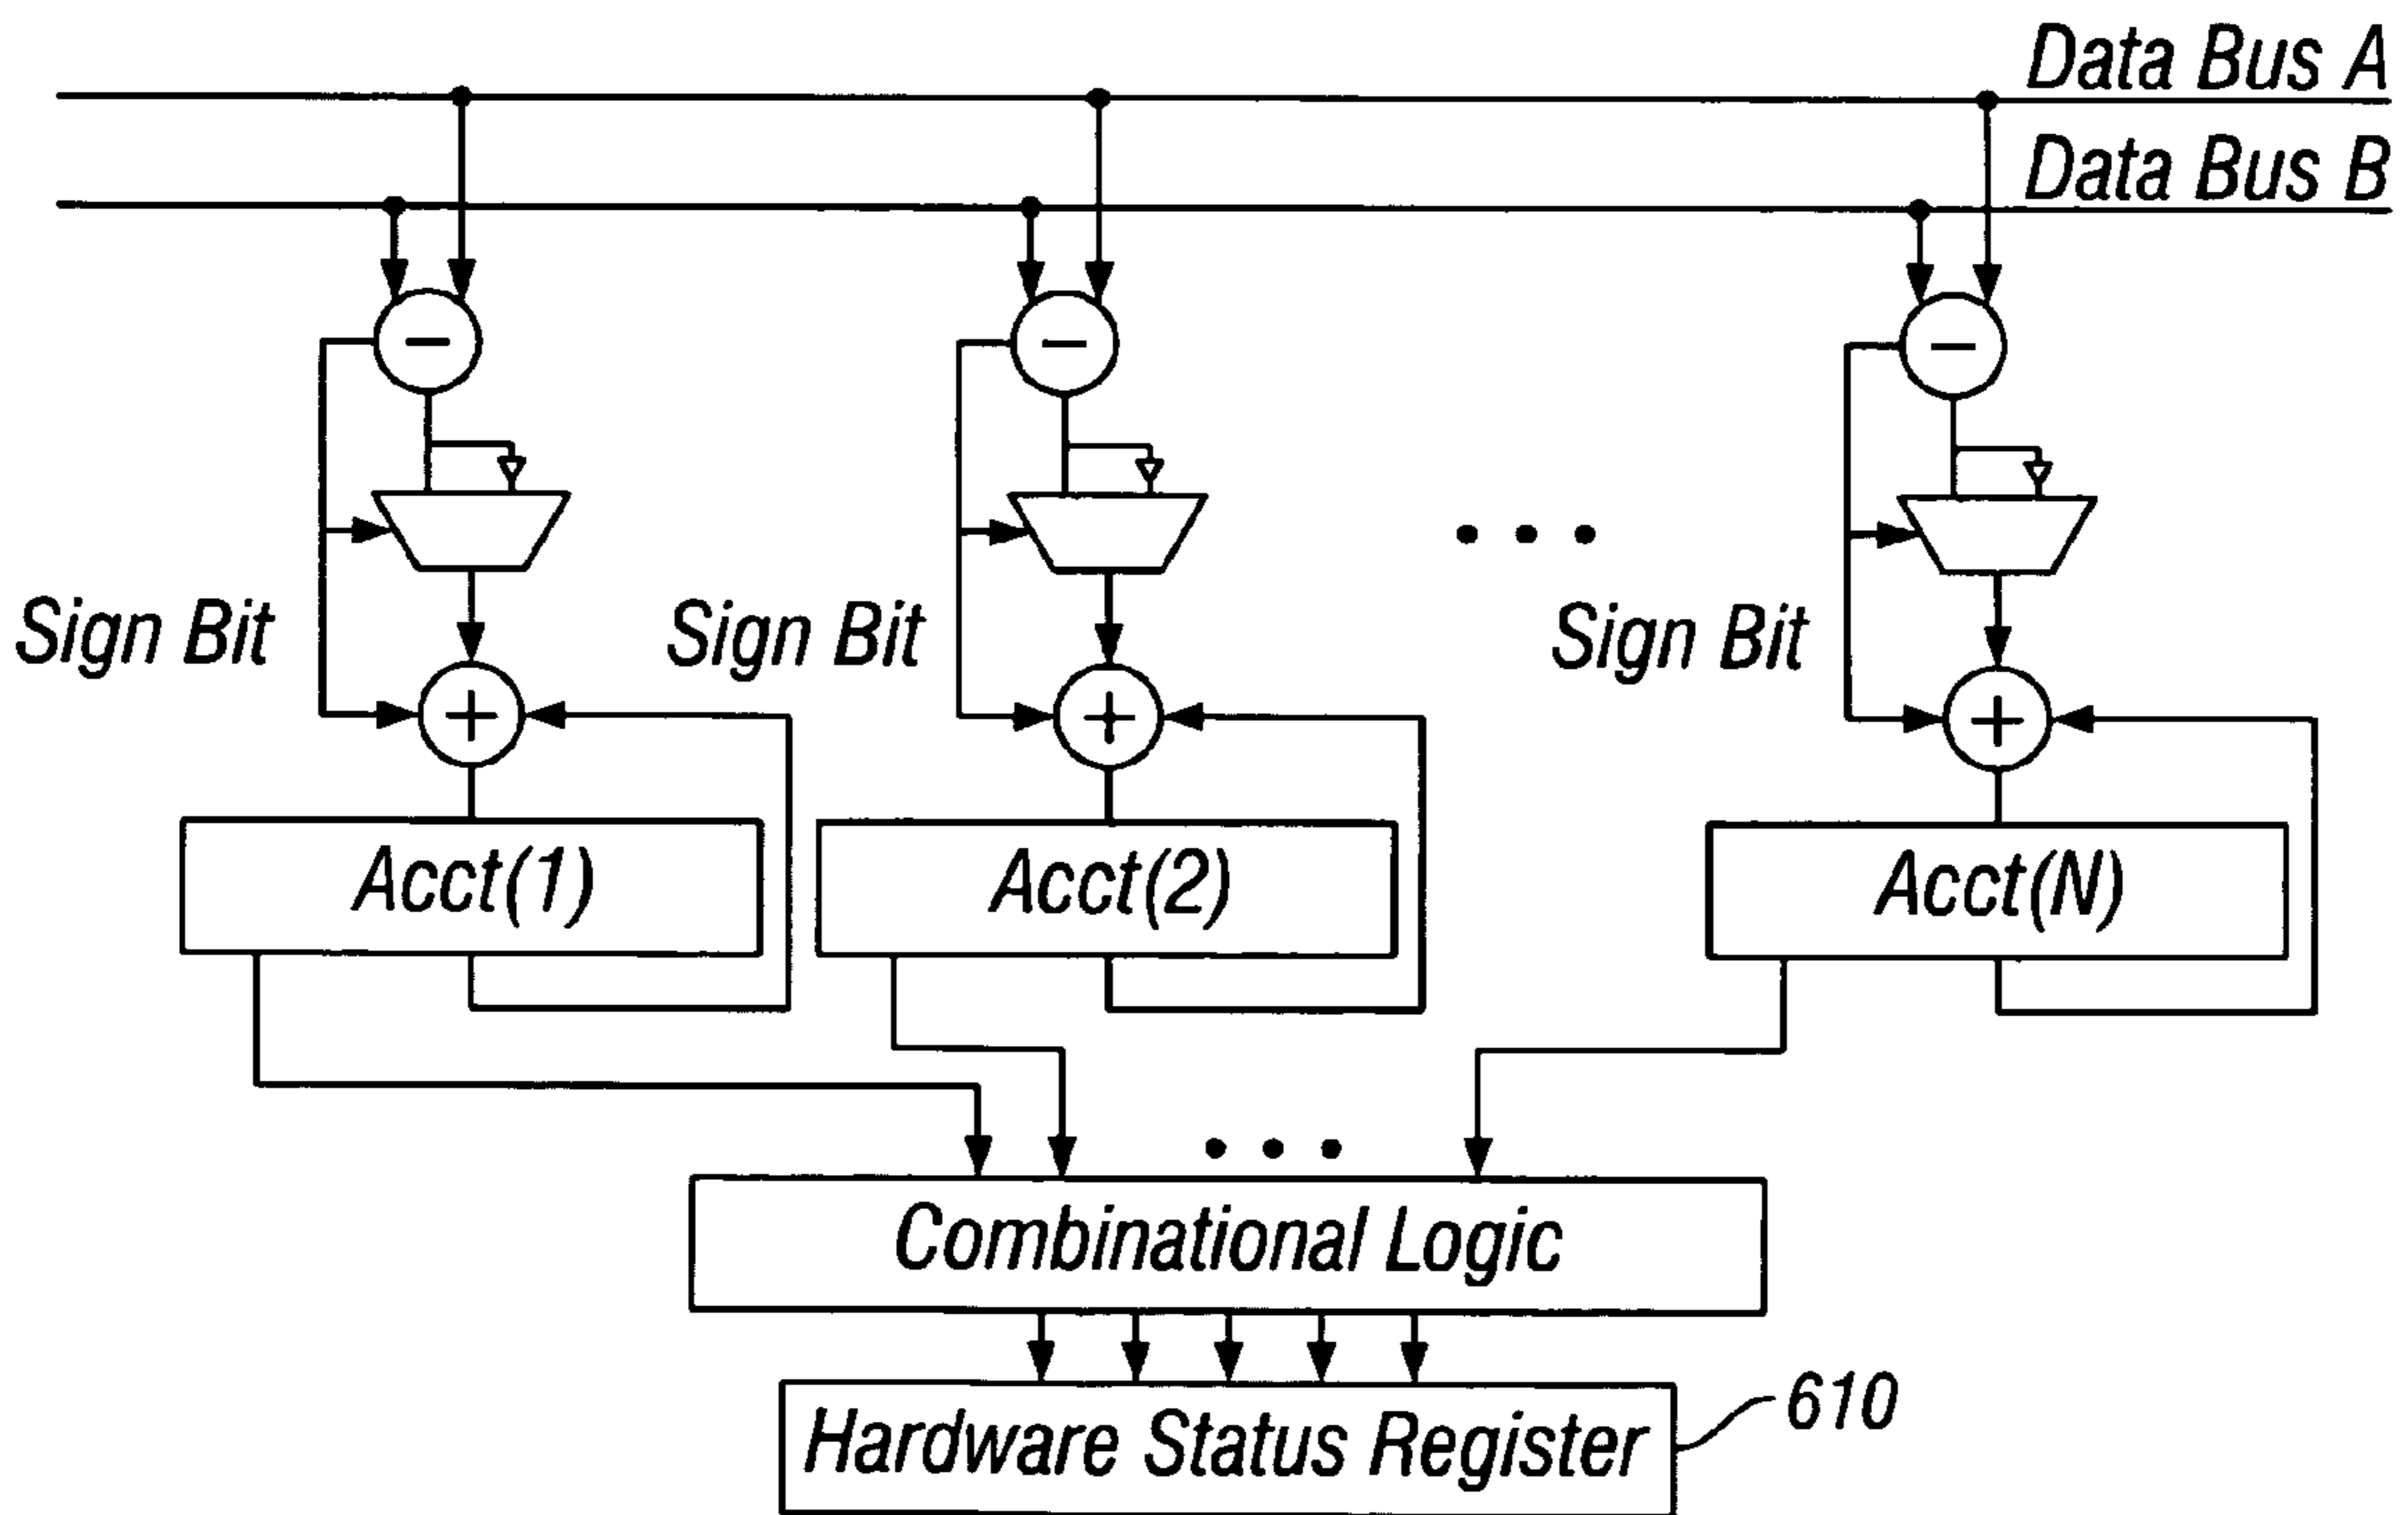 Data Bus A
Data Bus B
−
−
−
Sign Bit
Sign Bit
Sign Bit
+
+
+
Acct(1)
Acct(2)
Acct(N)
Combinational Logic
Hardware Status Register
610